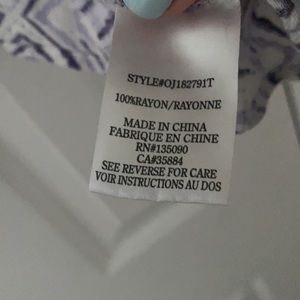 STYLE#OJ182791T
100%RAYON/RAYONNE
MADE IN CHINA
FABRIQUE EN CHINE
RN#135090
CA#35884
SEE REVERSE FOR CARE
VOIR INSTRUCTIONS AU DOS